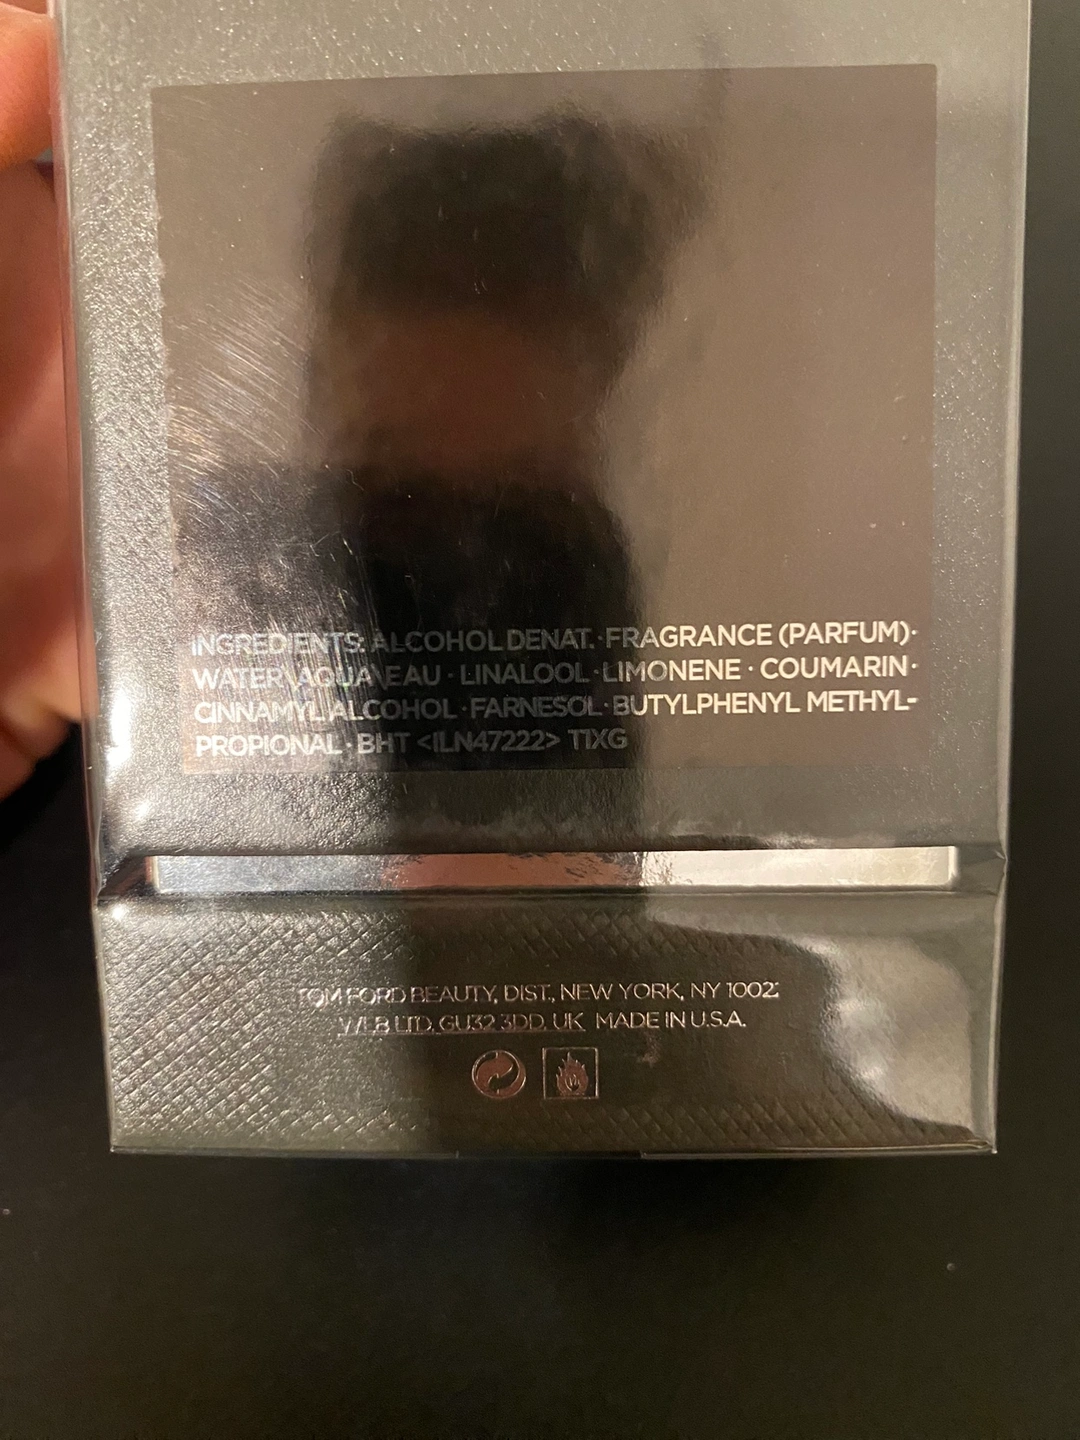 INGREDIENTS: ALCOHOL DENAT.·FRAGRANCE (PARFUM)·
WATER\AQUA\EAU · LINALOOL · LIMONENE · COUMARIN·
CINNAMYL ALCOHOL · FARNESOL · BUTYLPHENYL METHYL-
PROPIONAL · BHT <ILN47222> T1XG
TOM FORD BEAUTY, DIST., NEW YORK, NY 1002
LTD, GU32 3DD, UK MADE IN U.S.A.